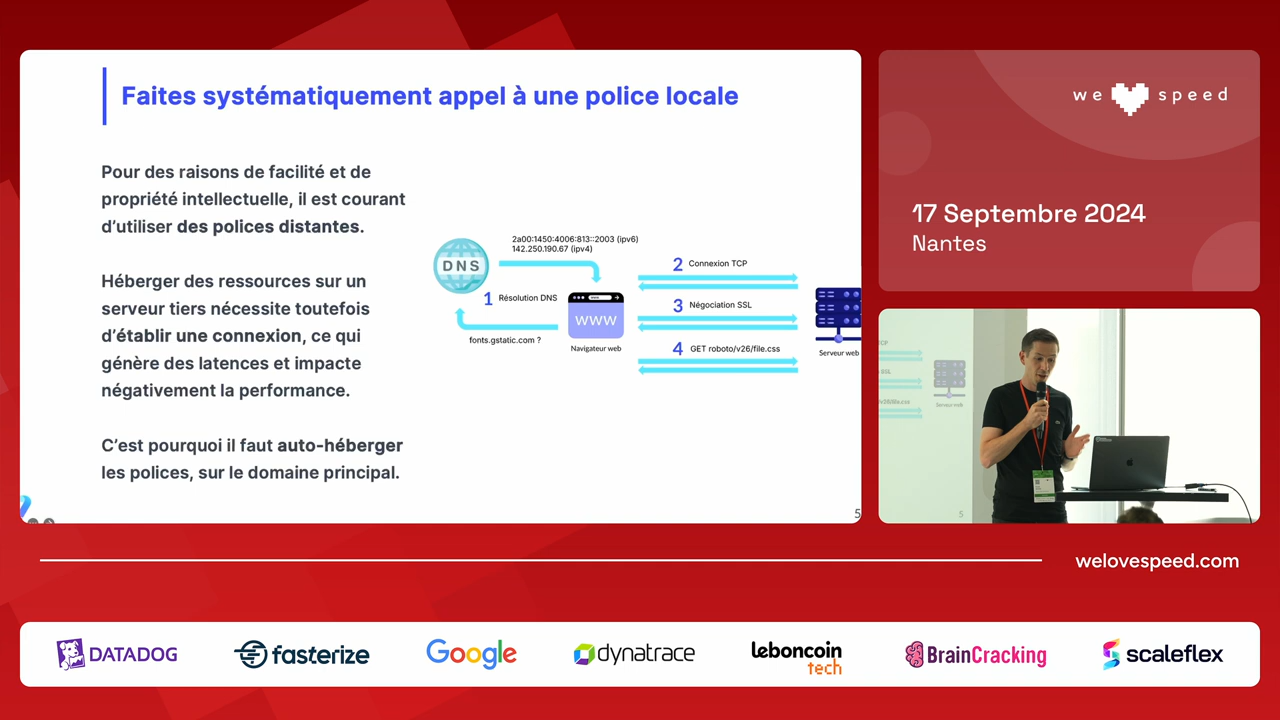 Faites systématiquement appel à une police locale
Pour des raisons de facilité et de
propriété intellectuelle, il est courant
d'utiliser des polices distantes.
Héberger des ressources sur un
serveur tiers nécessite toutefois
d'établir une connexion, ce qui
génère des latences et impacte
négativement la performance.
C'est pourquoi il faut auto-héberger
les polices, sur le domaine principal.
2a00:1450:4006:813::2003 (ipv6)
142.250.190.67 (ipv4)
DNS
1 Résolution DNS
fonts.gstatic.com ?
www
Navigateur web
2 Connexion TCP
3 Négociation SSL
4 GET roboto/v26/file.css
Serveur web
5
we speed
17 Septembre 2024
Nantes
Serveur web
5
welovespeed.com
DATADOG
fasterize
Google
dynatrace
leboncoin
tech
BrainCracking
scaleflex